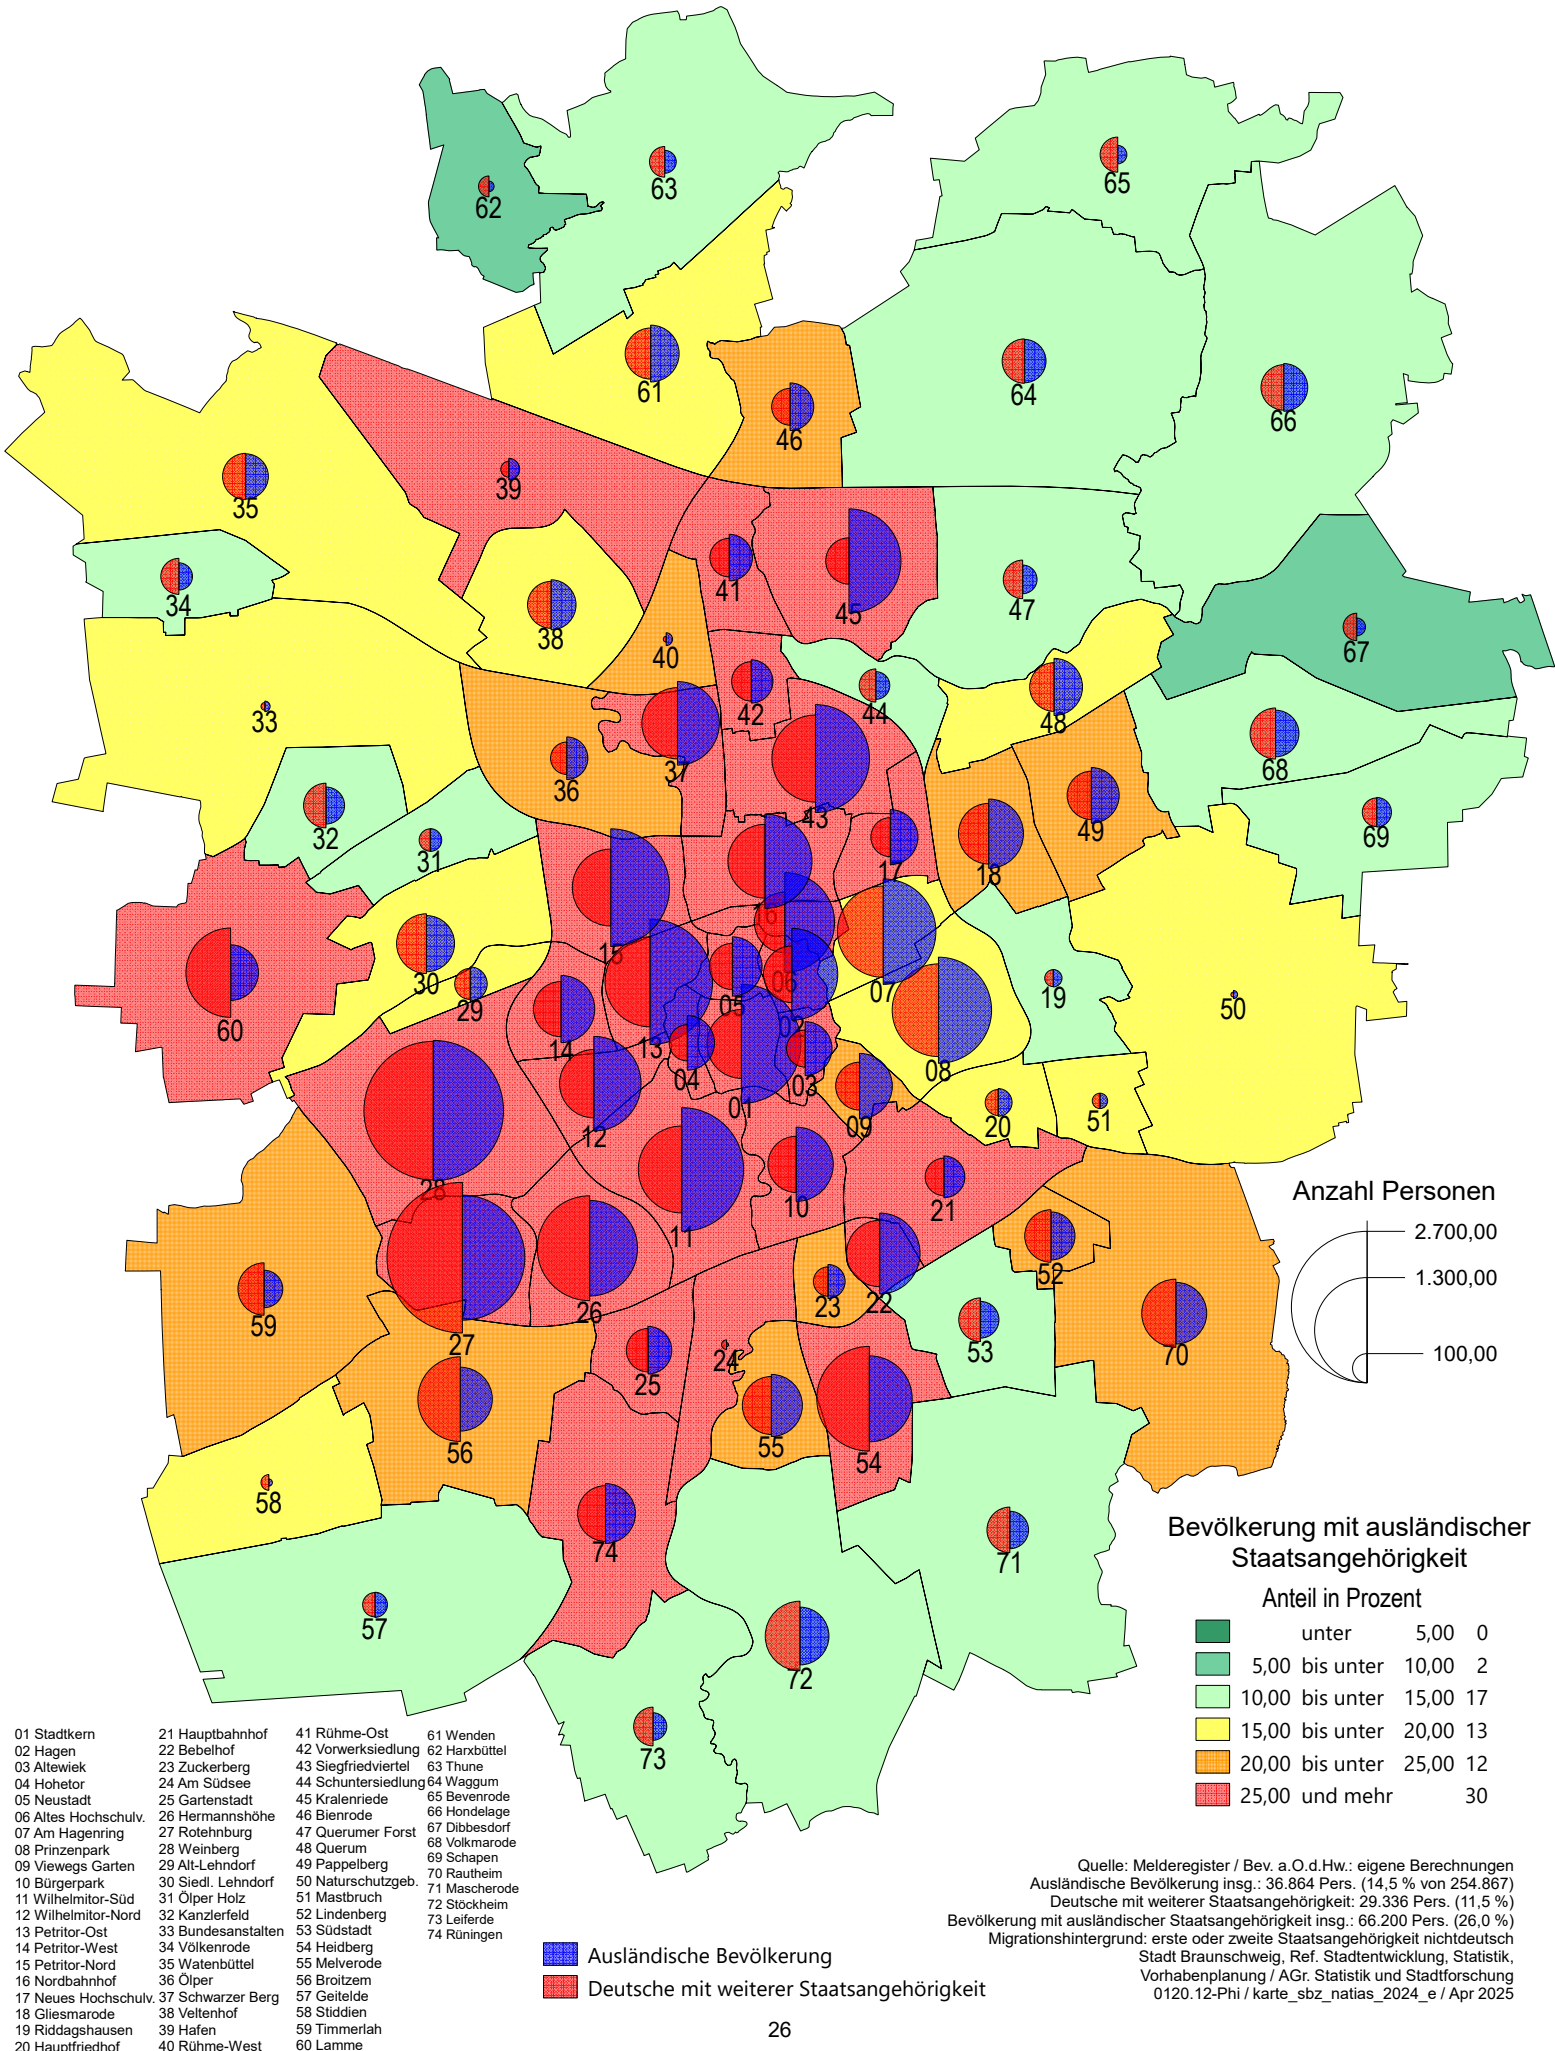 62
63
65
61
64
66
46
35
39
34
38
41
45
47
67
40
33
42
44
48
68
36
37
43
32
31
49
69
17
18
16
15
30
29
05
06
07
19
50
60
14
13
04
02
03
08
01
12
09
20
51
28
11
10
21
Anzahl Personen
2.700,00
1.300,00
100,00
52
59
27
26
23
22
53
70
24
25
56
55
54
58
74
71
57
72
73
Bevölkerung mit ausländischer
Staatsangehörigkeit
Anteil in Prozent
unter 5,00 0
5,00 bis unter 10,00 2
10,00 bis unter 15,00 17
15,00 bis unter 20,00 13
20,00 bis unter 25,00 12
25,00 und mehr 30
01 Stadtkern
02 Hagen
03 Altewiek
04 Hohetor
05 Neustadt
06 Altes Hochschulv.
07 Am Hagenring
08 Prinzenpark
09 Viewegs Garten
10 Bürgerpark
11 Wilhelmitor-Süd
12 Wilhelmitor-Nord
13 Petritor-Ost
14 Petritor-West
15 Petritor-Nord
16 Nordbahnhof
17 Neues Hochschulv.
18 Gliesmarode
19 Riddagshausen
20 Hauptfriedhof
21 Hauptbahnhof
22 Bebelhof
23 Zuckerberg
24 Am Südsee
25 Gartenstadt
26 Hermannshöhe
27 Rothenburg
28 Weinberg
29 Alt-Lehndorf
30 Siedl. Lehndorf
31 Ölper Holz
32 Kanzlerfeld
33 Bundesanstalten
34 Völkenrode
35 Watenbüttel
36 Ölper
37 Schwarzer Berg
38 Veltenhof
39 Hafen
40 Rühme-West
41 Rühme-Ost
42 Vorwerksiedlung
43 Siegfriedviertel
44 Schuntersiedlung
45 Kralenriede
46 Bienrode
47 Querumer Forst
48 Querum
49 Pappelberg
50 Naturschutzgeb.
51 Mastbruch
52 Lindenberg
53 Südstadt
54 Heidberg
55 Melverode
56 Broitzem
57 Geitelde
58 Stiddien
59 Timmerlah
60 Lamme
61 Wenden
62 Harxbüttel
63 Thune
64 Waggum
65 Bevenrode
66 Hondelage
67 Dibbesdorf
68 Volkmarode
69 Schapen
70 Rautheim
71 Mascherode
72 Stöckheim
73 Leiferde
74 Rüningen
Ausländische Bevölkerung
Deutsche mit weiterer Staatsangehörigkeit
Quelle: Melderegister / Bev. a.O.d.Hw.: eigene Berechnungen
Ausländische Bevölkerung insg.: 36.864 Pers. (14,5 % von 254.867)
Deutsche mit weiterer Staatsangehörigkeit: 29.336 Pers. (11,5 %)
Bevölkerung mit ausländischer Staatsangehörigkeit insg.: 66.200 Pers. (26,0 %)
Migrationshintergrund: erste oder zweite Staatsangehörigkeit nichtdeutsch
Stadt Braunschweig, Ref. Stadtentwicklung, Statistik,
Vorhabenplanung / AGr. Statistik und Stadtforschung
0120.12-Phi / karte_sbz_natias_2024_e / Apr 2025
26